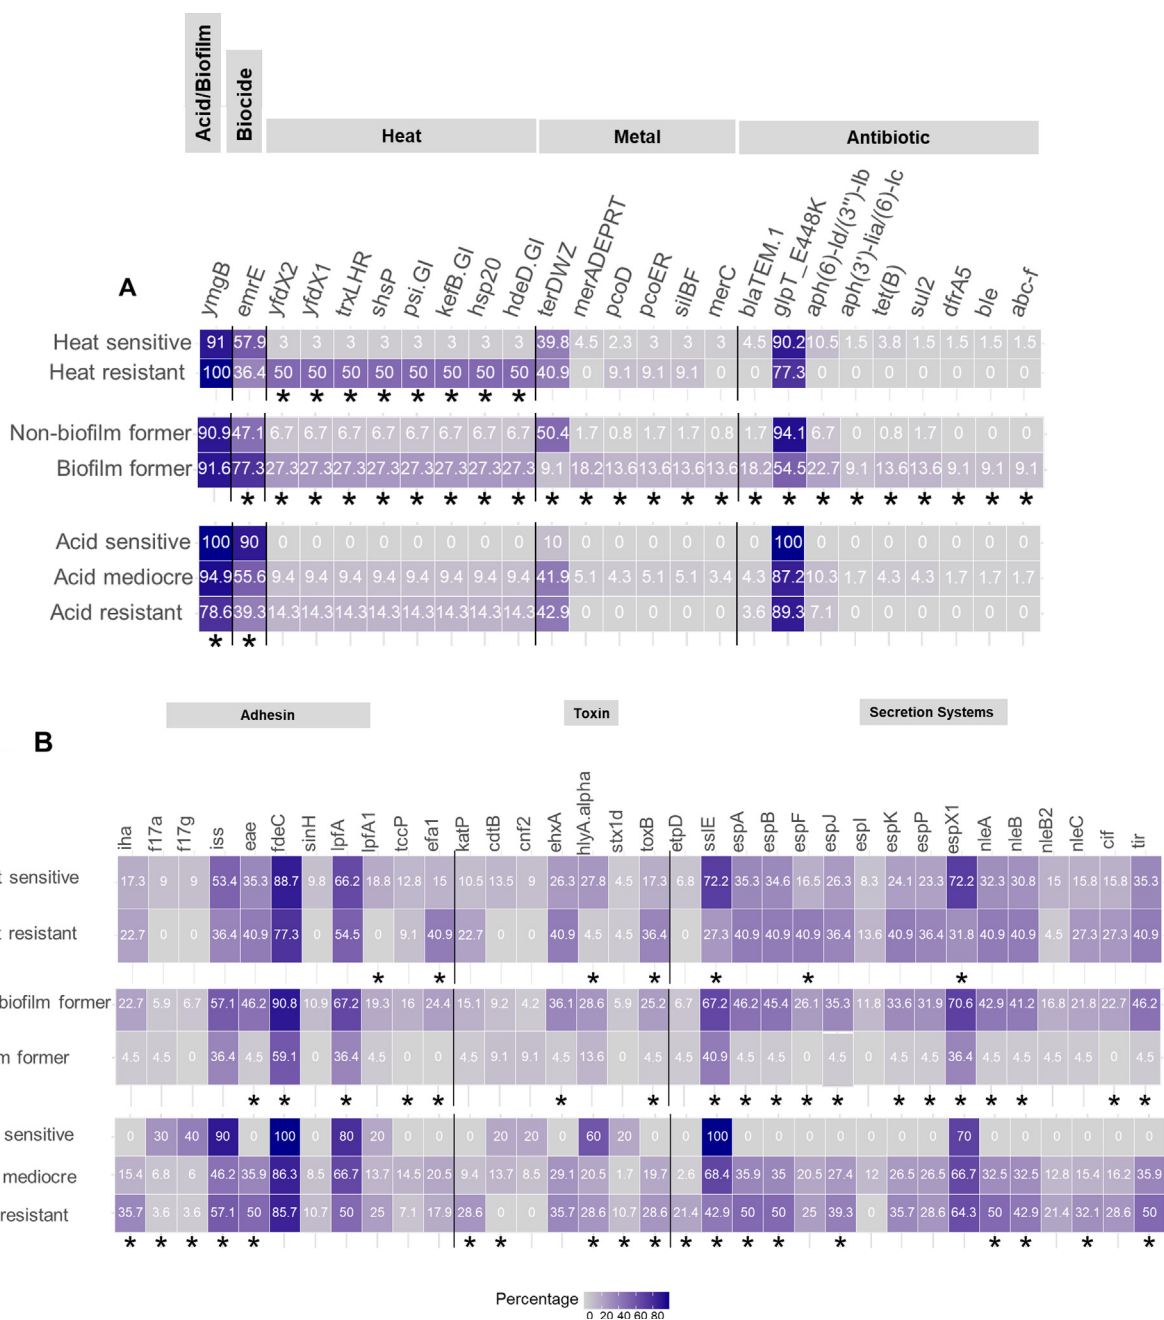 Acid/Biofilm Biocide Heat Metal Antibiotic
A
ymgB emrE yfdX2 yfdX1 trxLHR shsP psi.GI kefB.GI hsp20 hdeD.GI terDWZ merADEPRT pcoD pcoER silBF merC blaTEM.1 glpT_E448K aph(6)-Id/(3")-Ib aph(3')-Iia/(6)-Ic tet(B) sul2 dfrA5 ble abc-f
Heat sensitive 91 57.9 3 3 3 3 3 3 3 3 39.8 4.5 2.3 3 3 3 4.5 90.2 10.5 1.5 3.8 1.5 1.5 1.5 1.5
Heat resistant 100 36.4 50 50 50 50 50 50 50 50 40.9 0 9.1 9.1 9.1 0 0 77.3 0 0 0 0 0 0 0
* * * * * * * *
Non-biofilm former 90.9 47.1 6.7 6.7 6.7 6.7 6.7 6.7 6.7 6.7 50.4 1.7 0.8 1.7 1.7 0.8 1.7 94.1 6.7 0 0.8 1.7 0 0 0
Biofilm former 91.6 77.3 27.3 27.3 27.3 27.3 27.3 27.3 27.3 27.3 9.1 18.2 13.6 13.6 13.6 13.6 18.2 54.5 22.7 9.1 13.6 13.6 9.1 9.1 9.1
* * * * * * * * * * * * * * * * * * * * * * * *
Acid sensitive 100 90 0 0 0 0 0 0 0 0 10 0 0 0 0 0 0 100 0 0 0 0 0 0 0
Acid mediocre 94.9 55.6 9.4 9.4 9.4 9.4 9.4 9.4 9.4 9.4 41.9 5.1 4.3 5.1 5.1 3.4 4.3 87.2 10.3 1.7 4.3 4.3 1.7 1.7 1.7
Acid resistant 78.6 39.3 14.3 14.3 14.3 14.3 14.3 14.3 14.3 14.3 42.9 0 0 0 0 0 3.6 89.3 7.1 0 0 0 0 0 0
* *
Adhesin Toxin Secretion Systems
B
iha f17a f17g iss eae fdeC sinH lpfA lpfA1 tccP efa1 katP cdtB cnf2 ehxA hlyA.alpha stx1d toxB etpD sslE espA espB espF espJ espI espK espP espX1 nleA nleB nleB2 nleC cif tir
t sensitive 17.3 9 9 53.4 35.3 88.7 9.8 66.2 18.8 12.8 15 10.5 13.5 9 26.3 27.8 4.5 17.3 6.8 72.2 35.3 34.6 16.5 26.3 8.3 24.1 23.3 72.2 32.3 30.8 15 15.8 15.8 35.3
t resistant 22.7 0 0 36.4 40.9 77.3 0 54.5 0 9.1 40.9 22.7 0 0 40.9 4.5 4.5 36.4 0 27.3 40.9 40.9 40.9 36.4 13.6 40.9 36.4 31.8 40.9 40.9 4.5 27.3 27.3 40.9
* * * * * * *
biofilm former 22.7 5.9 6.7 57.1 46.2 90.8 10.9 67.2 19.3 16 24.4 15.1 9.2 4.2 36.1 28.6 5.9 25.2 6.7 67.2 46.2 45.4 26.1 35.3 11.8 33.6 31.9 70.6 42.9 41.2 16.8 21.8 22.7 46.2
m former 4.5 4.5 0 36.4 4.5 59.1 0 36.4 4.5 0 0 4.5 9.1 9.1 4.5 13.6 0 4.5 4.5 40.9 4.5 4.5 0 4.5 0 4.5 4.5 36.4 4.5 4.5 4.5 4.5 0 4.5
* * * * * * * * * * * * * * * * * *
sensitive 0 30 40 90 0 100 0 80 20 0 0 0 20 20 0 60 20 0 0 100 0 0 0 0 0 0 0 70 0 0 0 0 0 0
mediocre 15.4 6.8 6 46.2 35.9 86.3 8.5 66.7 13.7 14.5 20.5 9.4 13.7 8.5 29.1 20.5 1.7 19.7 2.6 68.4 35.9 35 20.5 27.4 12 26.5 26.5 66.7 32.5 32.5 12.8 15.4 16.2 35.9
resistant 35.7 3.6 3.6 57.1 50 85.7 10.7 50 25 7.1 17.9 28.6 0 0 35.7 28.6 10.7 28.6 21.4 42.9 50 50 25 39.3 0 35.7 28.6 64.3 50 42.9 21.4 32.1 28.6 50
* * * * * * * * * * * * * * * * * * *
Percentage
0 20 40 60 80